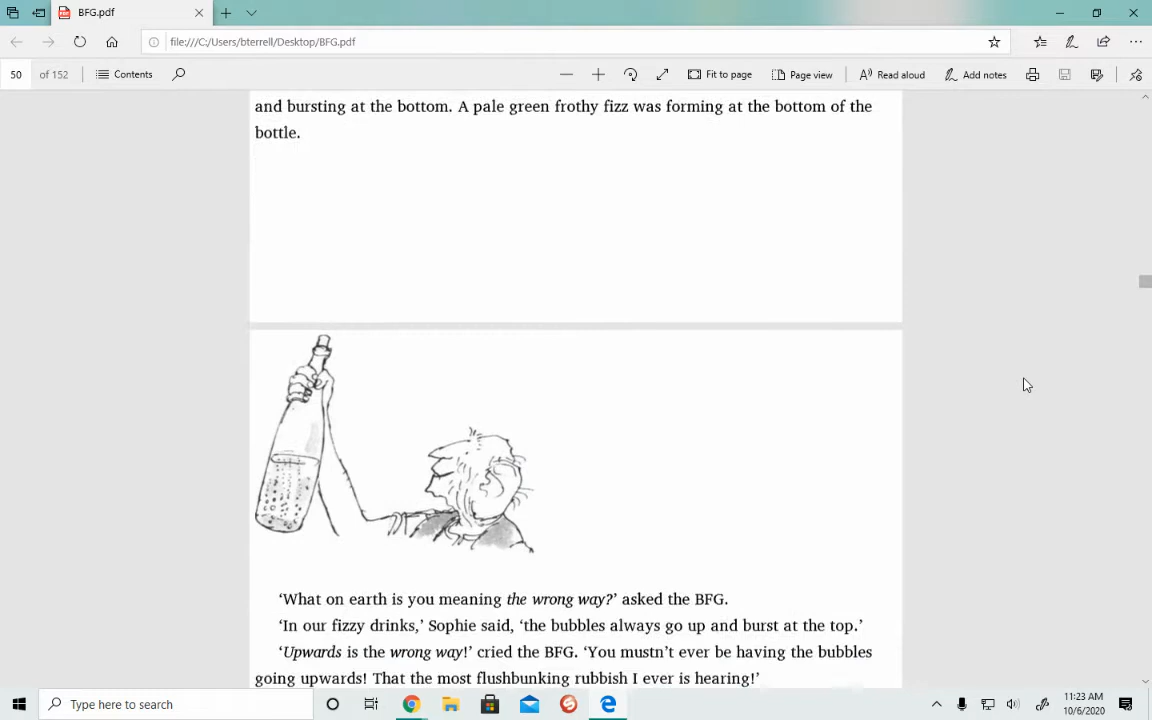 BFG.pdf
file:///C:/Users/bterrell/Desktop/BFG.pdf
50 of 152 Contents Fit to page Page view Read aloud Add notes
and bursting at the bottom. A pale green frothy fizz was forming at the bottom of the
bottle.
‘What on earth is you meaning the wrong way?’ asked the BFG.
‘In our fizzy drinks,’ Sophie said, ‘the bubbles always go up and burst at the top.’
‘Upwards is the wrong way!’ cried the BFG. ‘You mustn’t ever be having the bubbles
going upwards! That the most flushbunking rubbish I ever is hearing!’
Type here to search
11:23 AM
10/6/2020